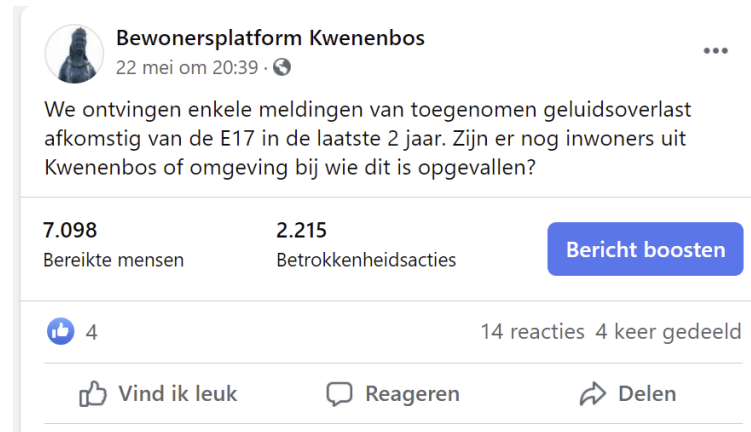 Bewonersplatform Kwenenbos
22 mei om 20:39 ·
We ontvingen enkele meldingen van toegenomen geluidsoverlast
afkomstig van de E17 in de laatste 2 jaar. Zijn er nog inwoners uit
Kwenenbos of omgeving bij wie dit is opgevallen?
7.098 2.215
Bereikte mensen Betrokkenheidsacties
Bericht boosten
4 14 reacties 4 keer gedeeld
Vind ik leuk Reageren Delen